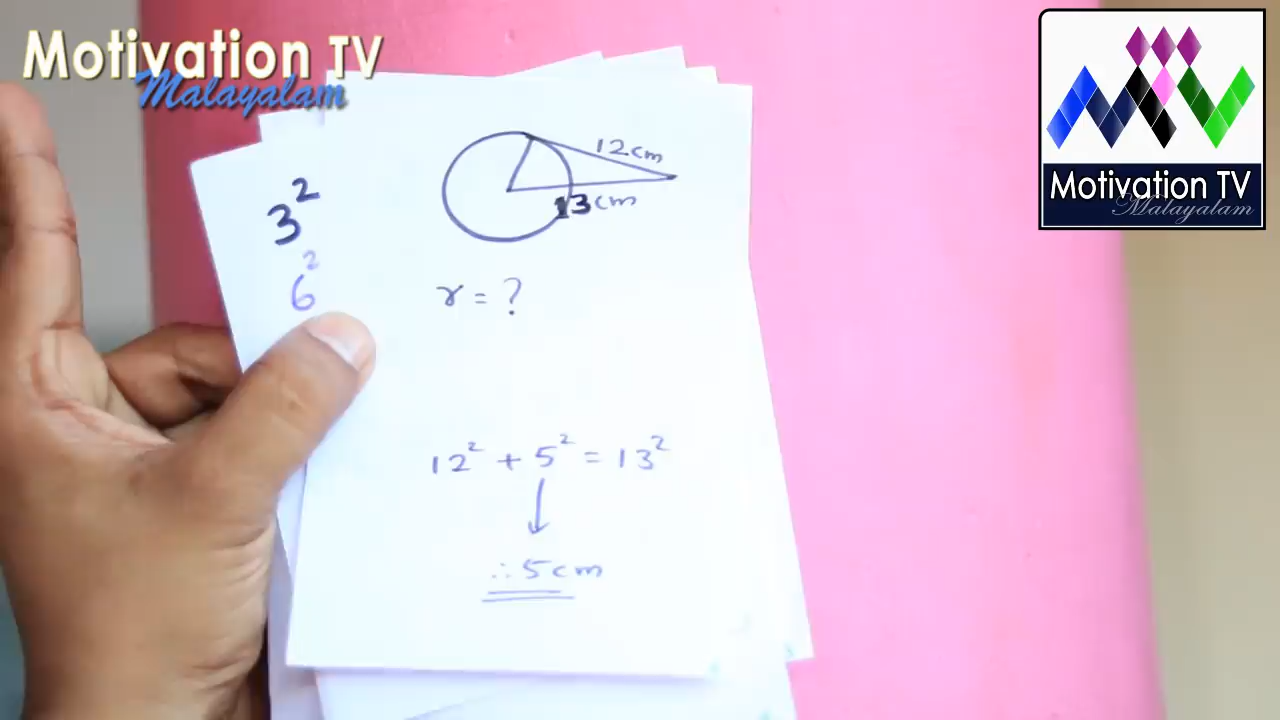 Motivation TV
Malayalam
Motivation TV
Malayalam
12cm
13cm
3²
6²
r = ?
12² + 5² = 13²
∴ 5cm